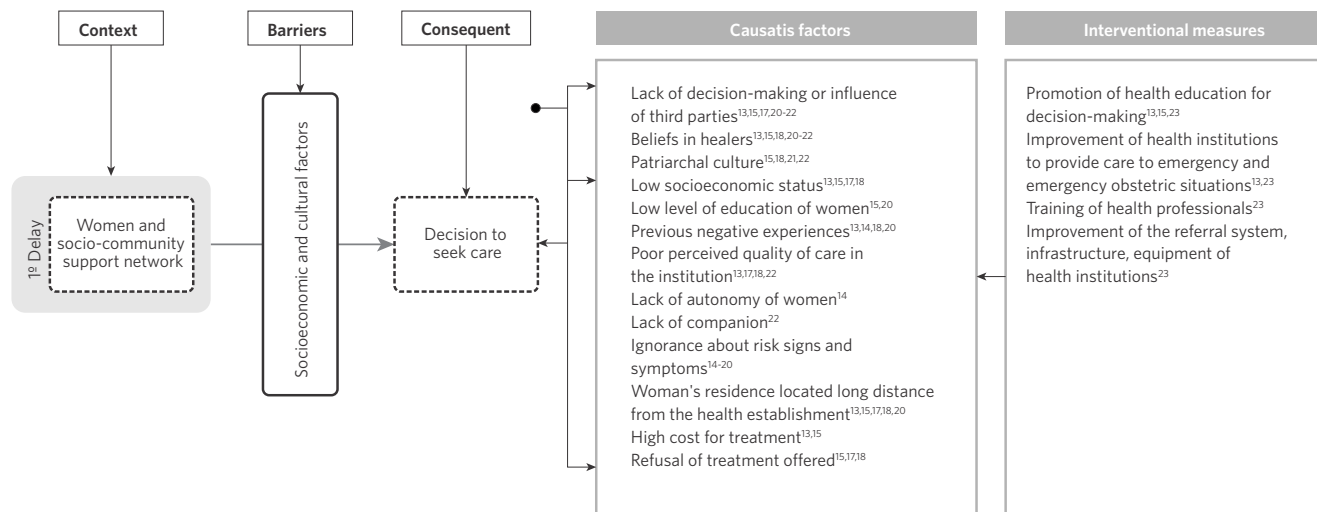 Context
Barriers
Consequent
Causatis factors
Interventional measures
1º Delay
Women and
socio-community
support network
Socioeconomic and cultural factors
Decision to
seek care
Lack of decision-making or influence
of third parties13,15,17,20-22
Beliefs in healers13,15,18,20-22
Patriarchal culture15,18,21,22
Low socioeconomic status13,15,17,18
Low level of education of women15,20
Previous negative experiences13,14,18,20
Poor perceived quality of care in
the institution13,17,18,22
Lack of autonomy of women14
Lack of companion22
Ignorance about risk signs and
symptoms14-20
Woman's residence located long distance
from the health establishment13,15,17,18,20
High cost for treatment13,15
Refusal of treatment offered15,17,18
Promotion of health education for
decision-making13,15,23
Improvement of health institutions
to provide care to emergency and
emergency obstetric situations13,23
Training of health professionals23
Improvement of the referral system,
infrastructure, equipment of
health institutions23